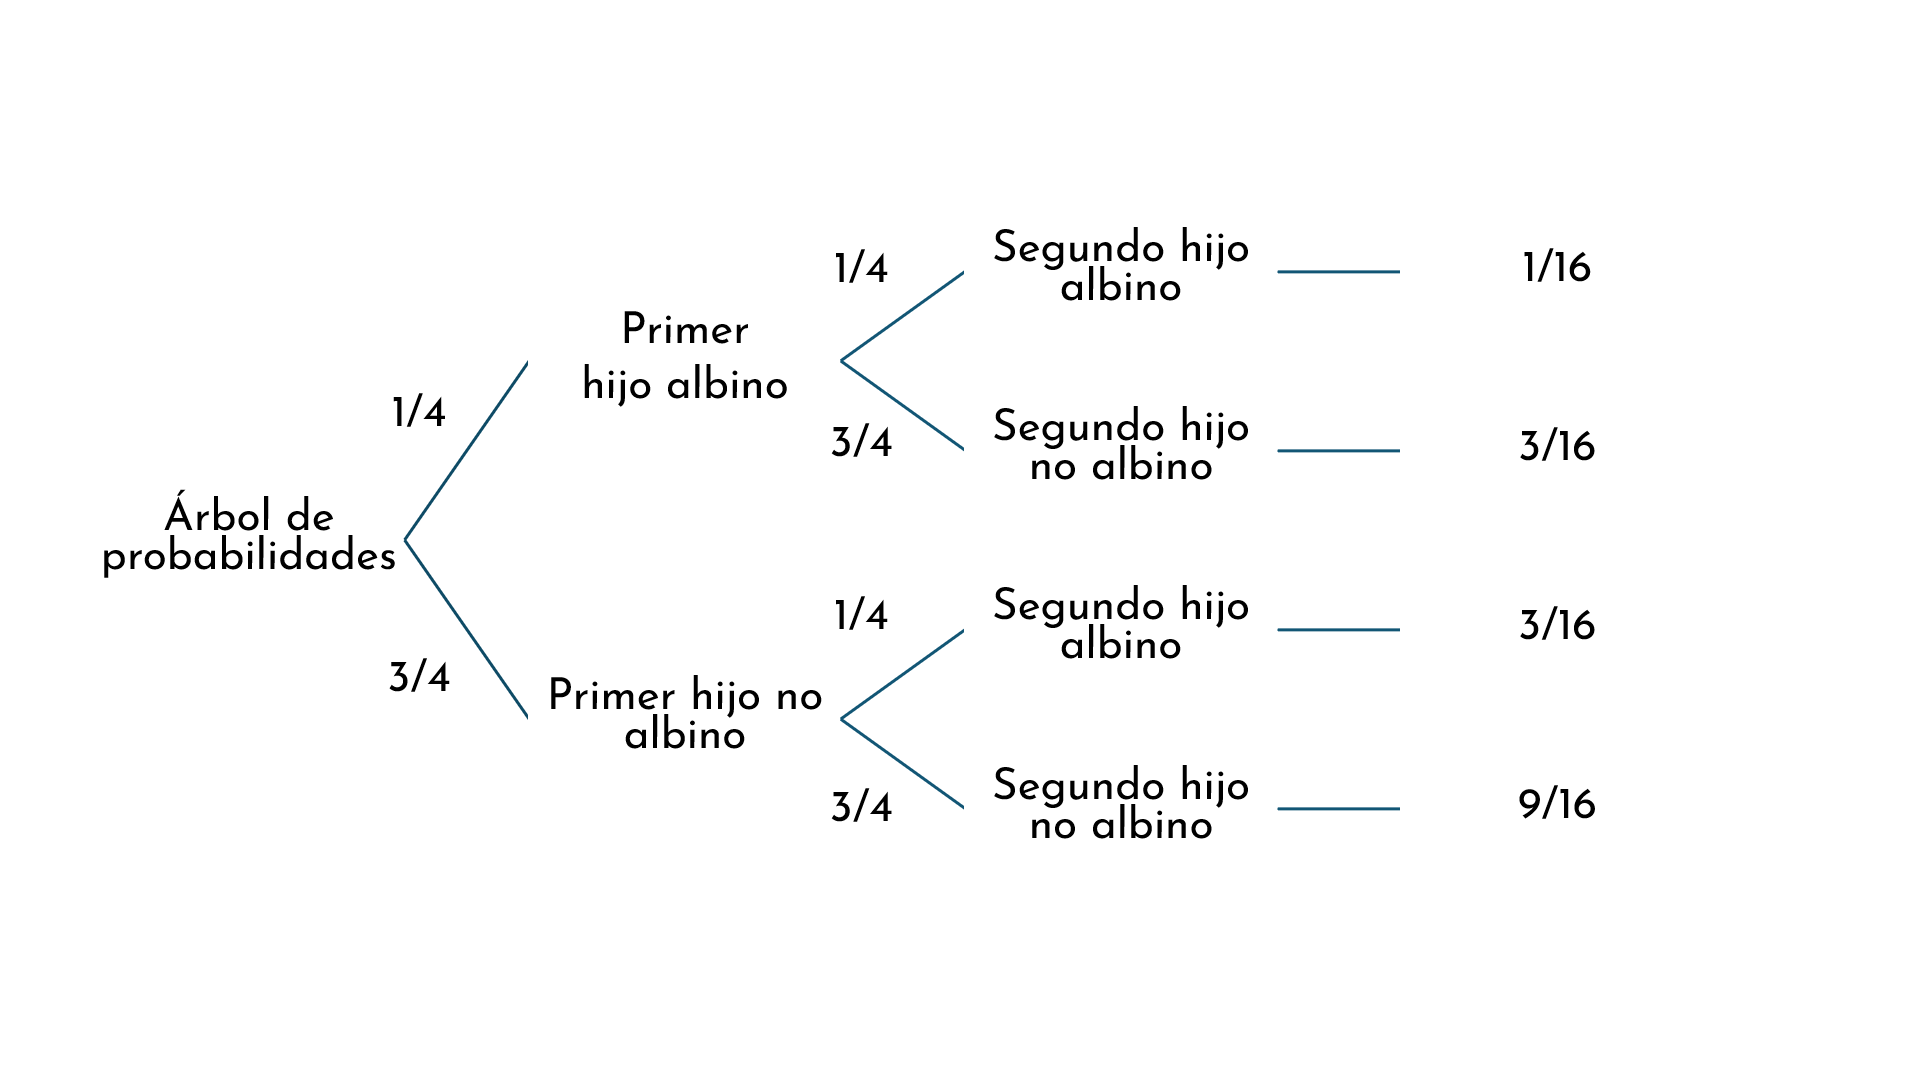 Árbol de
probabilidades
1/4
3/4
Primer
hijo albino
Primer hijo no
albino
1/4
3/4
1/4
3/4
Segundo hijo
albino
Segundo hijo
no albino
Segundo hijo
albino
Segundo hijo
no albino
1/16
3/16
3/16
9/16